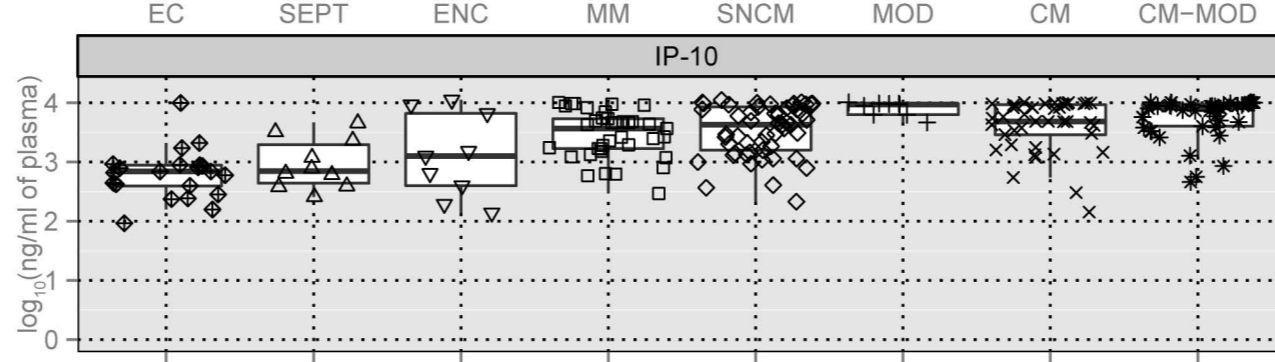 EC SEPT ENC MM SNCM MOD CM CM−MOD
IP-10
log10(ng/ml of plasma)
4
3
2
1
0